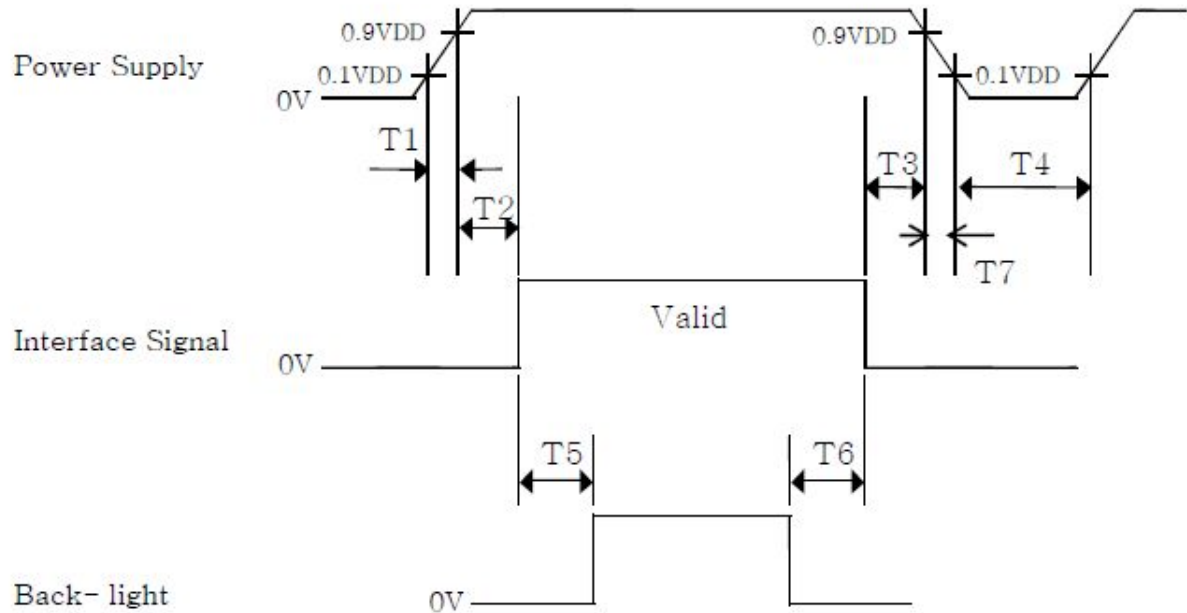 0.9VDD
0.9VDD
Power Supply
0.1VDD
0.1VDD
0V
T1
T3
T4
T2
T7
Valid
Interface Signal
0V
T5
T6
Back- light
0V